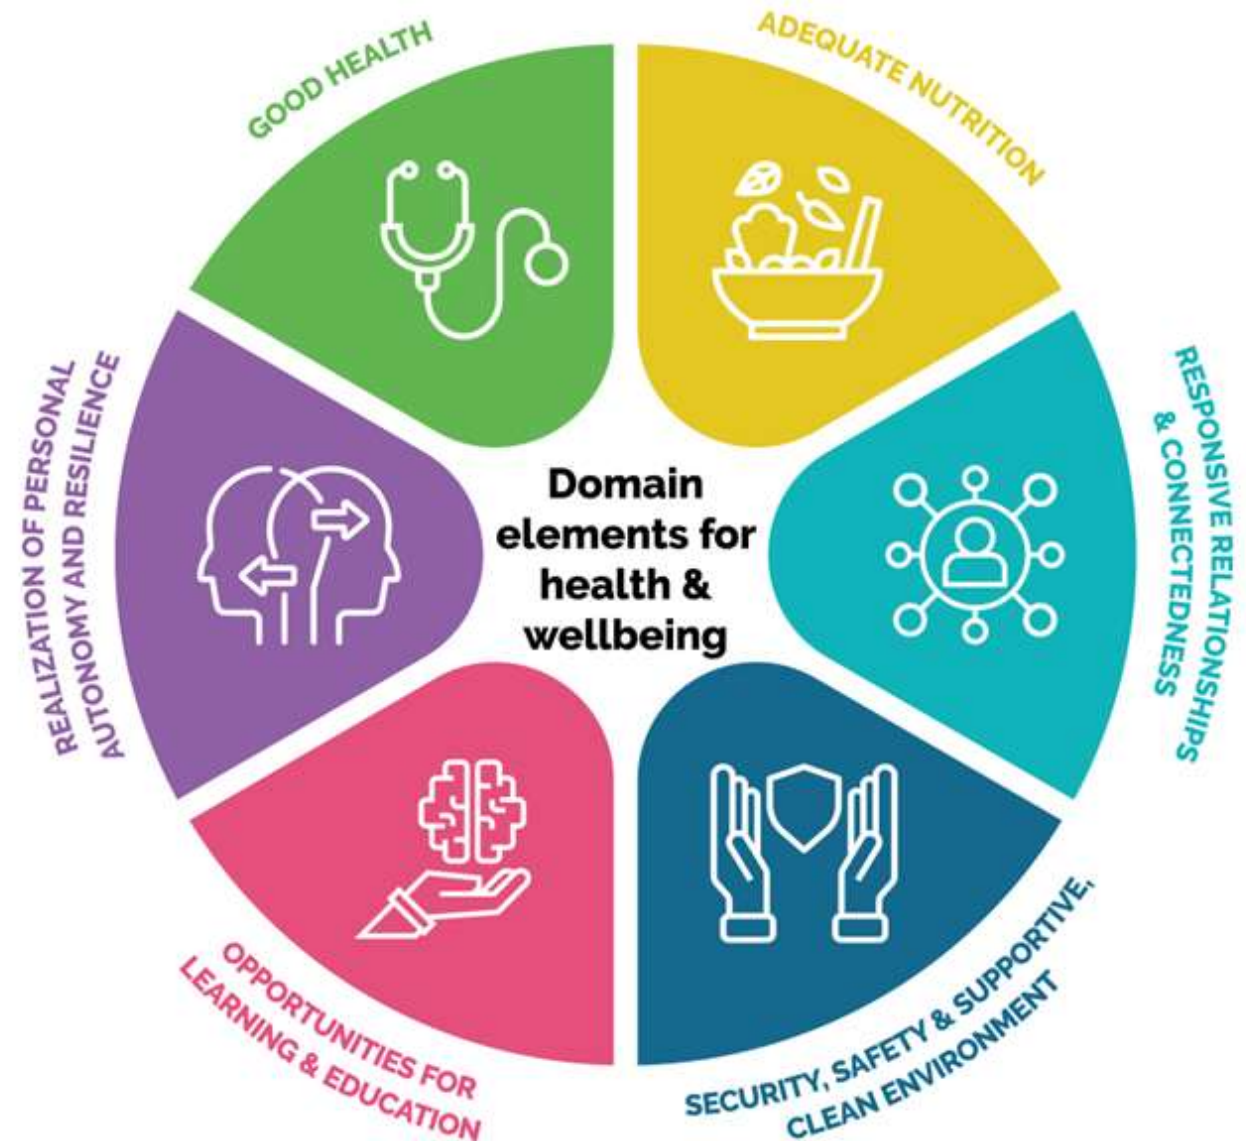 GOOD HEALTH
ADEQUATE NUTRITION
RESPONSIVE RELATIONSHIPS
& CONNECTEDNESS
SECURITY, SAFETY & SUPPORTIVE,
CLEAN ENVIRONMENT
OPPORTUNITIES FOR
LEARNING & EDUCATION
REALIZATION OF PERSONAL
AUTONOMY AND RESILIENCE
Domain
elements for
health &
wellbeing